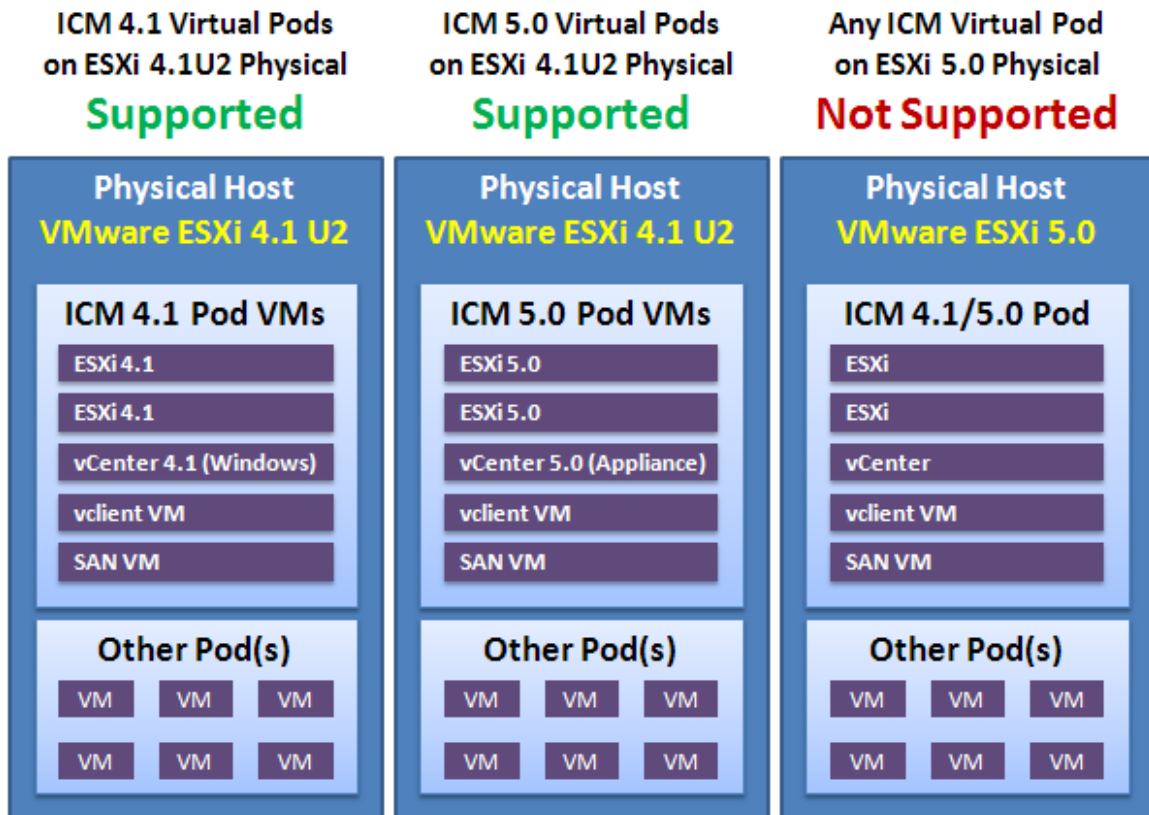 ICM 4.1 Virtual Pods
on ESXi 4.1U2 Physical
Supported
Physical Host
VMware ESXi 4.1 U2
ICM 4.1 Pod VMs
ESXi 4.1
ESXi 4.1
vCenter 4.1 (Windows)
vclient VM
SAN VM
Other Pod(s)
VM VM VM
VM VM VM
ICM 5.0 Virtual Pods
on ESXi 4.1U2 Physical
Supported
Physical Host
VMware ESXi 4.1 U2
ICM 5.0 Pod VMs
ESXi 5.0
ESXi 5.0
vCenter 5.0 (Appliance)
vclient VM
SAN VM
Other Pod(s)
VM VM VM
VM VM VM
Any ICM Virtual Pod
on ESXi 5.0 Physical
Not Supported
Physical Host
VMware ESXi 5.0
ICM 4.1/5.0 Pod
ESXi
ESXi
vCenter
vclient VM
SAN VM
Other Pod(s)
VM VM VM
VM VM VM